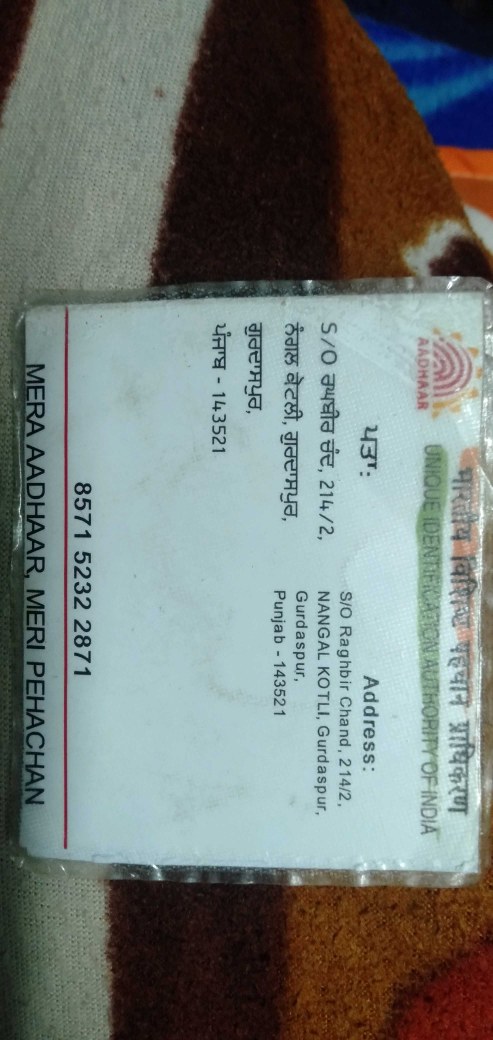 भारतीय विशिष्ट पहचान प्राधिकरण
UNIQUE IDENTIFICATION AUTHORITY OF INDIA
AADHAAR
ਪਤਾ:
S/O ਰਘਬੀਰ ਚੰਦ, 214/2,
ਨੰਗਲ ਕੋਟਲੀ, ਗੁਰਦਾਸਪੁਰ,
ਗੁਰਦਾਸਪੁਰ,
ਪੰਜਾਬ - 143521
Address:
S/O Raghbir Chand, 214/2,
NANGAL KOTLI, Gurdaspur,
Gurdaspur,
Punjab - 143521
8571 5232 2871
MERA AADHAAR, MERI PEHACHAN